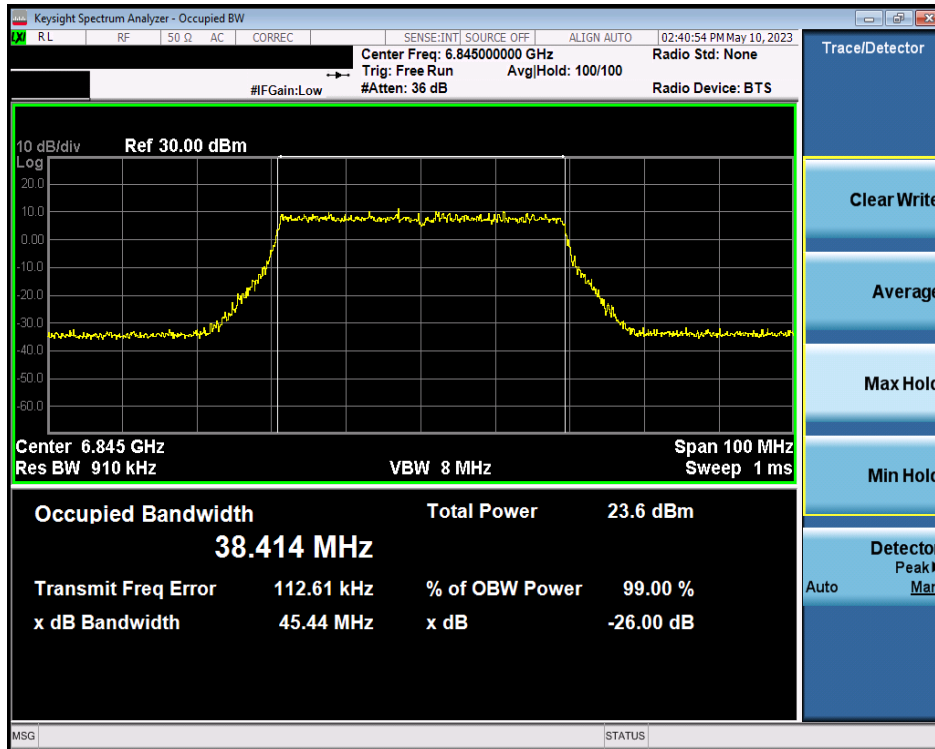 Keysight Spectrum Analyzer - Occupied BW
LXI RL RF 50 Ω AC CORREC SENSE:INT SOURCE OFF ALIGN AUTO 02:40:54 PM May 10, 2023
Center Freq: 6.845000000 GHz Radio Std: None
Trig: Free Run Avg|Hold: 100/100
#IFGain:Low #Atten: 36 dB Radio Device: BTS
Trace/Detector
10 dB/div Ref 30.00 dBm
Log
20.0
10.0
0.00
-10.0
-20.0
-30.0
-40.0
-50.0
-60.0
Center 6.845 GHz Span 100 MHz
Res BW 910 kHz VBW 8 MHz Sweep 1 ms
Occupied Bandwidth Total Power 23.6 dBm
38.414 MHz
Transmit Freq Error 112.61 kHz % of OBW Power 99.00 %
x dB Bandwidth 45.44 MHz x dB -26.00 dB
Clear Write
Average
Max Hold
Min Hold
Detector
Peak
Auto Man
MSG STATUS